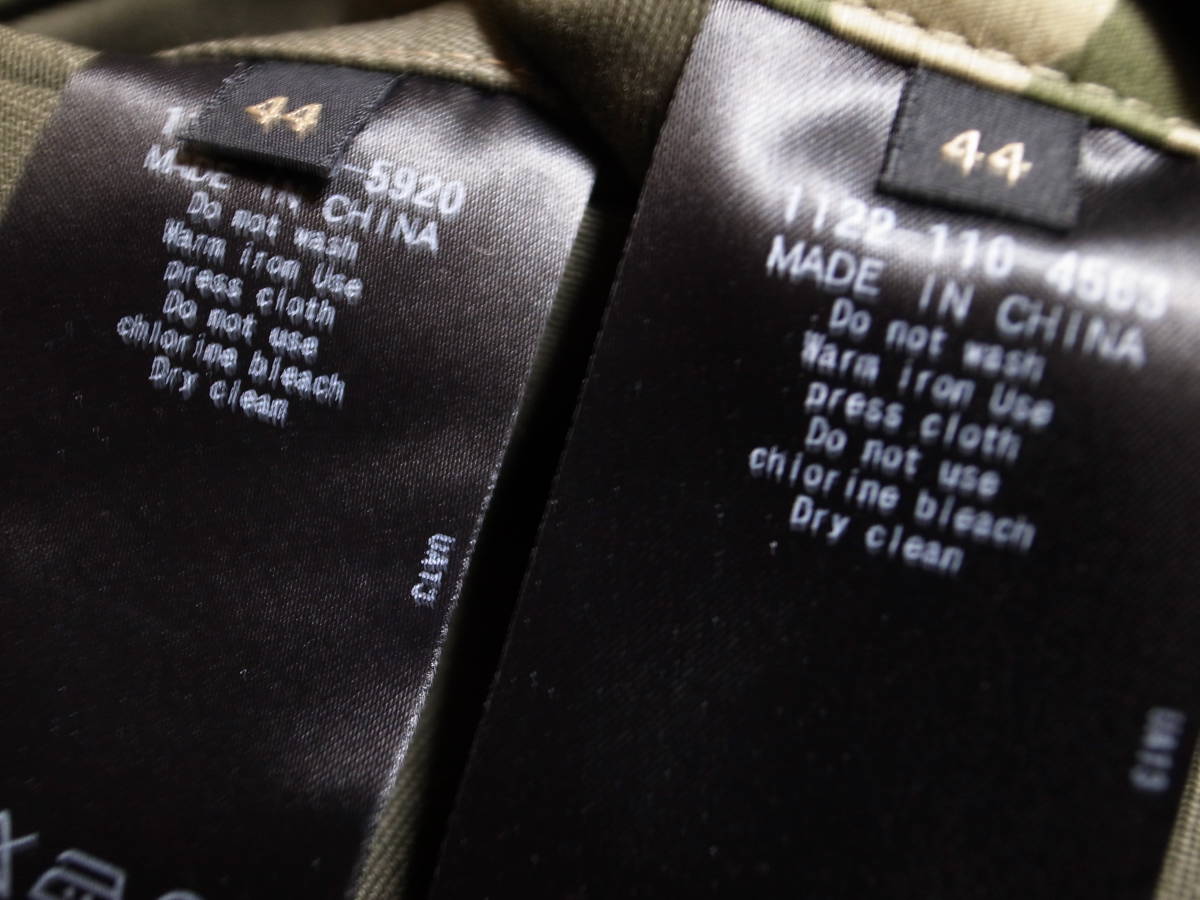 44
-5920
MADE IN CHINA
Do not wash
Warm iron Use
press cloth
Do not use
chlorine bleach
Dry clean
UA13
44
1122-110-4563
MADE IN CHINA
Do not wash
Warm iron Use
press cloth
Do not use
chlorine bleach
Dry clean
UA13